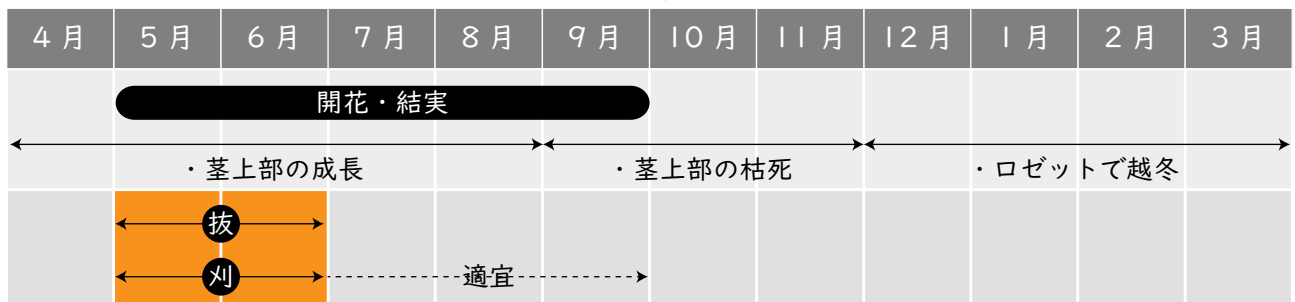 4月 5月 6月 7月 8月 9月 10月 11月 12月 1月 2月 3月
開花・結実
・茎上部の成長 ・茎上部の枯死 ・ロゼットで越冬
抜
刈 適宜